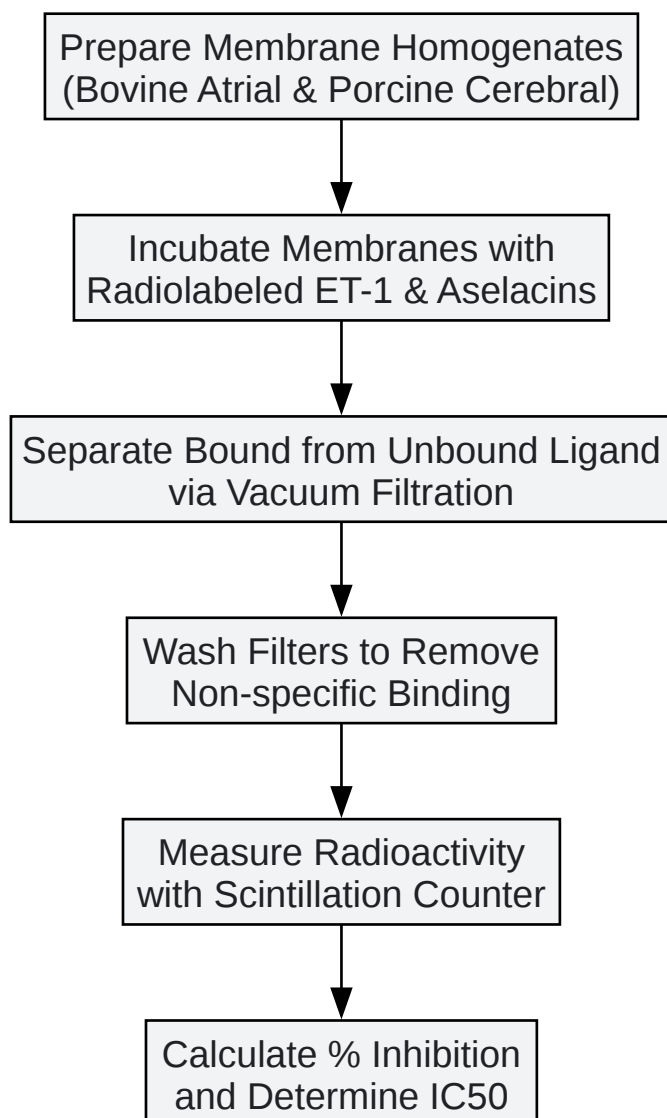 Prepare Membrane Homogenates
(Bovine Atrial & Porcine Cerebral)
Incubate Membranes with
Radiolabeled ET-1 & Aselacins
Separate Bound from Unbound Ligand
via Vacuum Filtration
Wash Filters to Remove
Non-specific Binding
Measure Radioactivity
with Scintillation Counter
Calculate % Inhibition
and Determine IC50